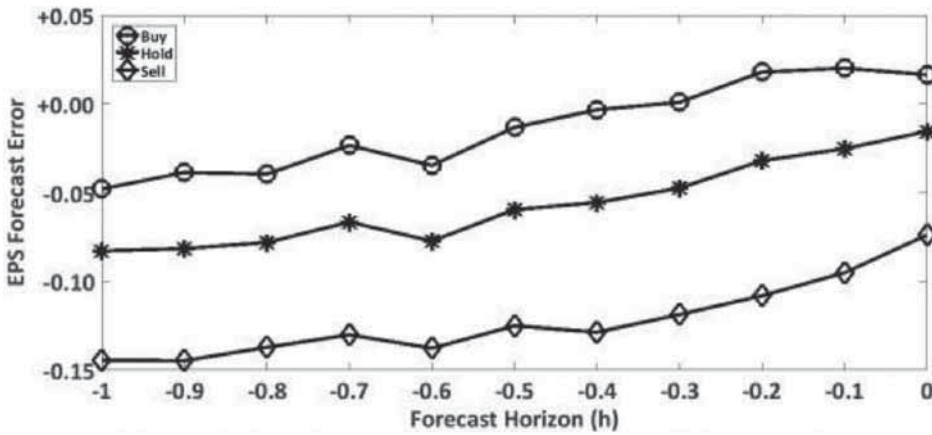 +0.05
+0.00
-0.05
-0.10
-0.15
EPS Forecast Error
Buy
Hold
Sell
-1 -0.9 -0.8 -0.7 -0.6 -0.5 -0.4 -0.3 -0.2 -0.1 0
Forecast Horizon (h)